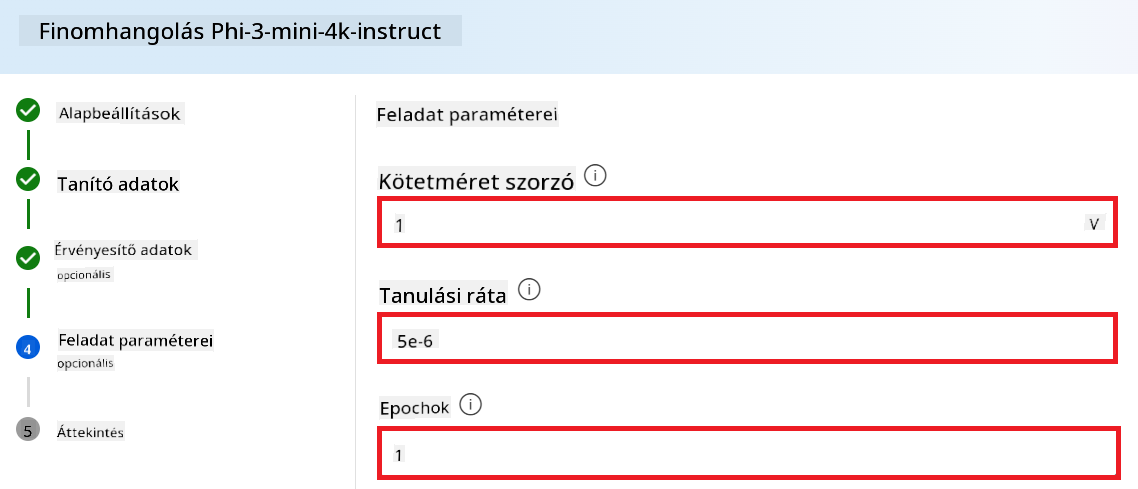 Finomhangolás Phi-3-mini-4k-instruct
Alapbeállítások
Tanító adatok
Érvényesítő adatok
opcionális
4
Feladat paraméterei
opcionális
5
Áttekintés
Feladat paraméterei
Kötetméret szorzó
1
V
Tanulási ráta
5e-6
Epochok
1